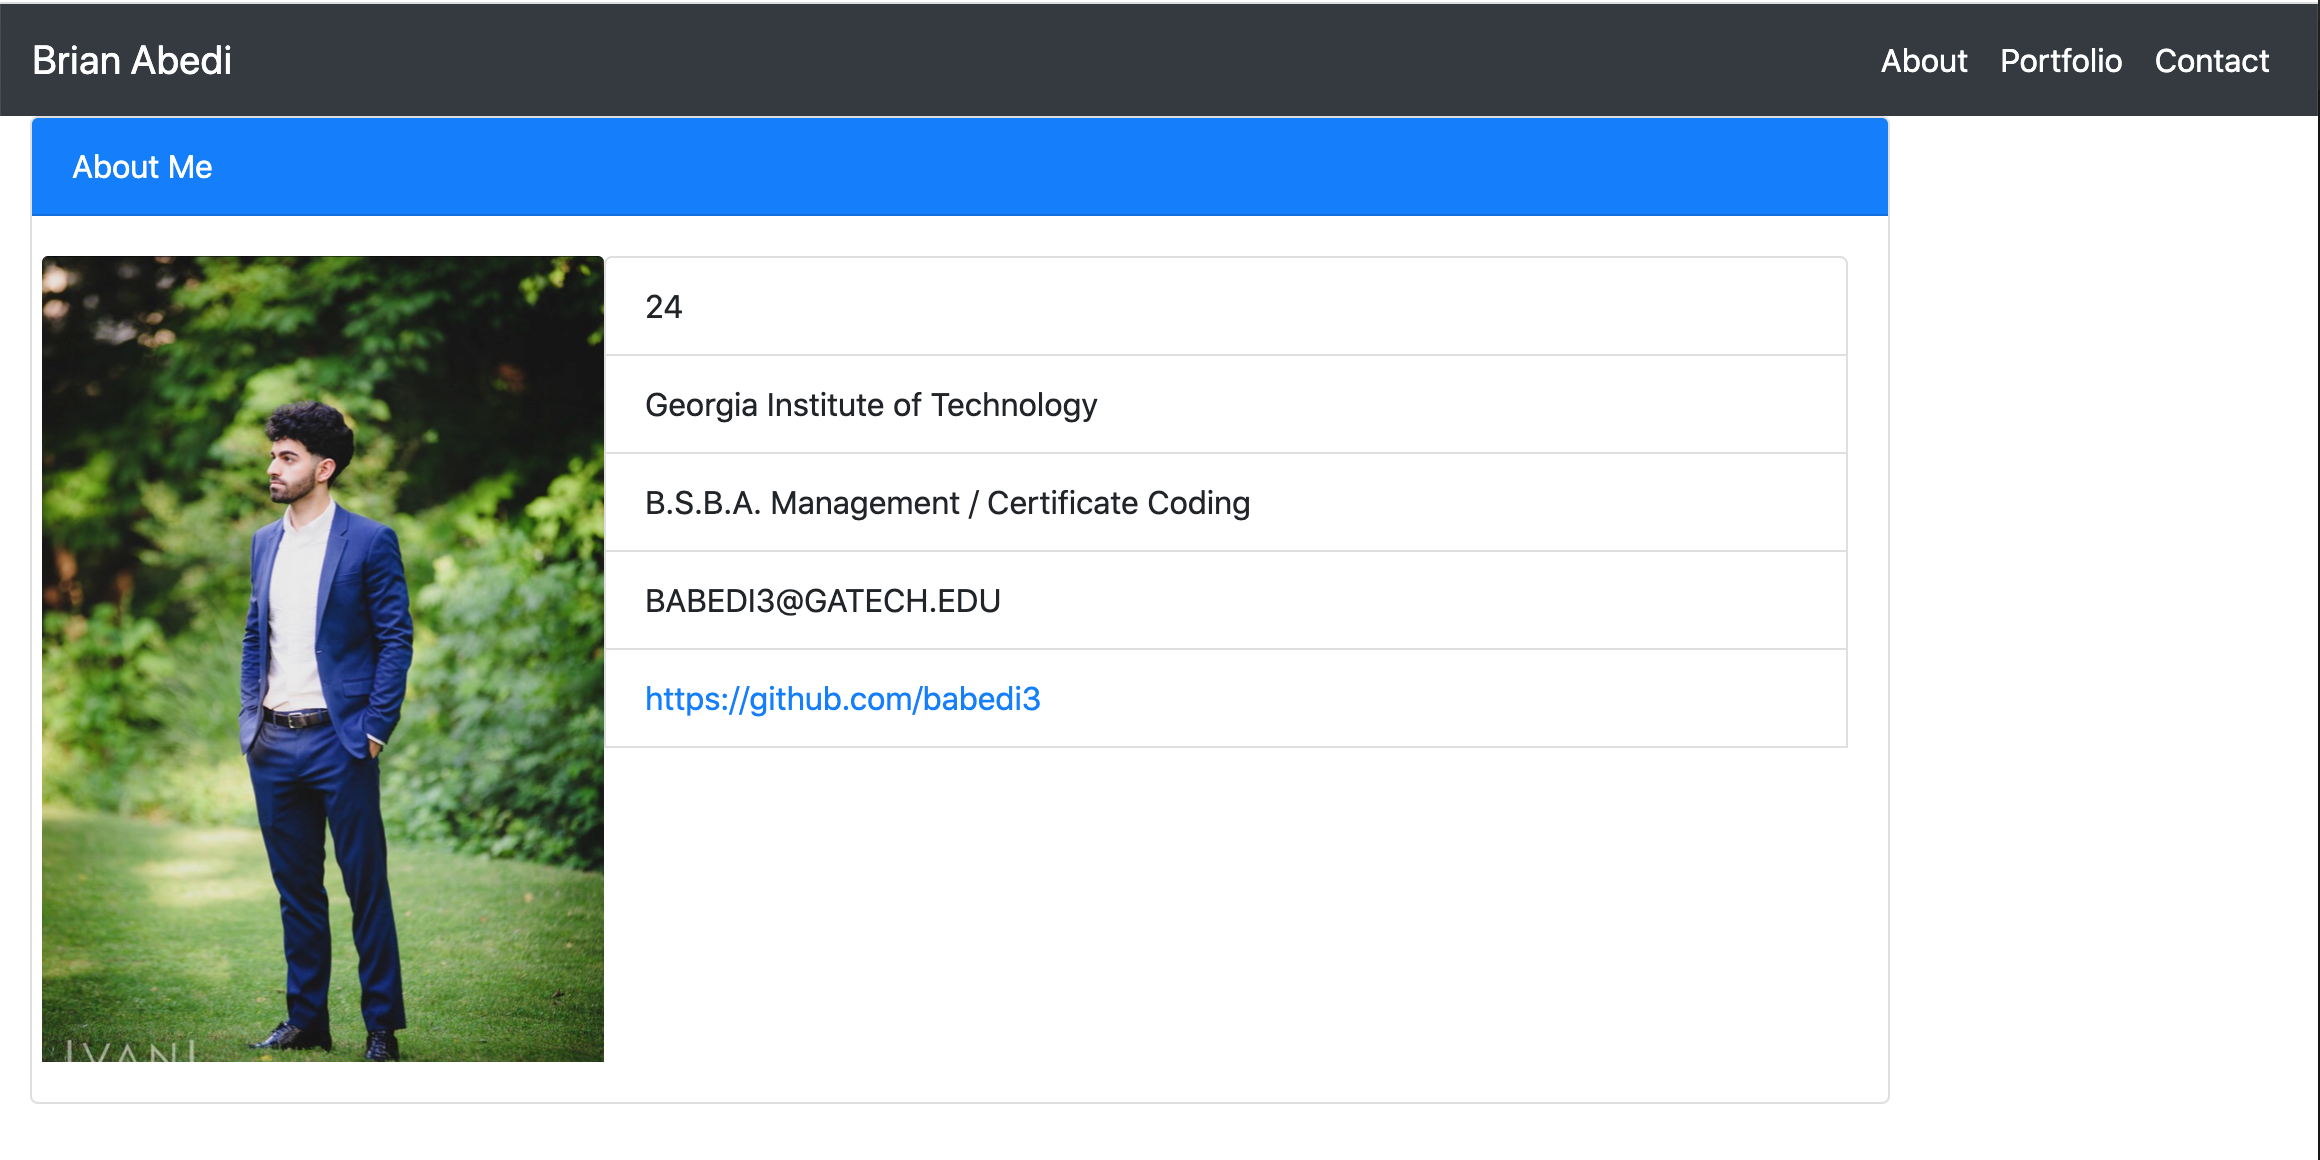 Brian Abedi
About Portfolio Contact
About Me
24
Georgia Institute of Technology
B.S.B.A. Management / Certificate Coding
BABEDI3@GATECH.EDU
https://github.com/babedi3